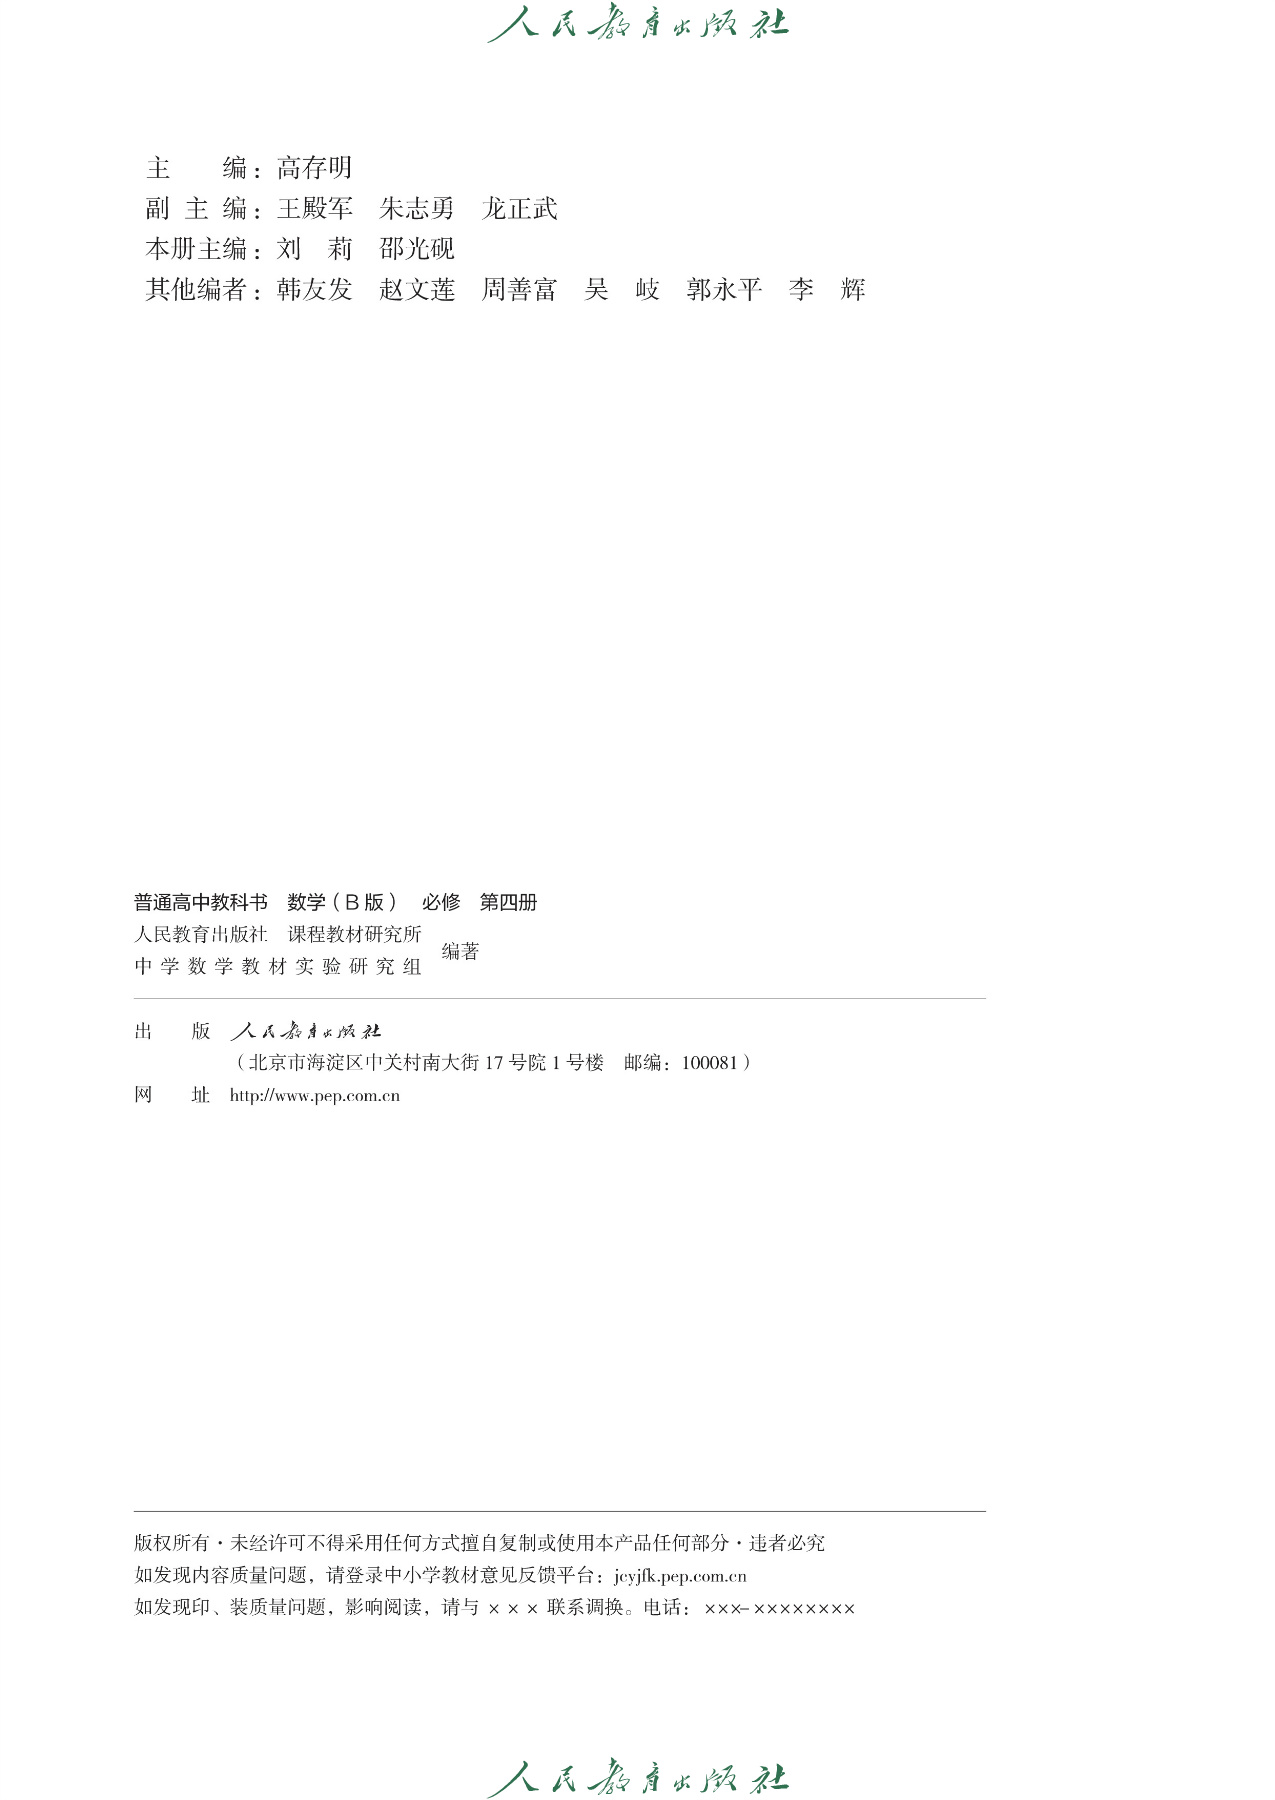 人民教育出版社
主　　编：高存明
副 主 编：王殿军　朱志勇　龙正武
本册主编：刘　莉　邵光砚
其他编者：韩友发　赵文莲　周善富　吴　岐　郭永平　李　辉
普通高中教科书　数学（B版）　必修　第四册
人民教育出版社　课程教材研究所
中学数学教材实验研究组
编著
出　　版　人民教育出版社
（北京市海淀区中关村南大街 17 号院 1 号楼　邮编：100081）
网　　址　http://www.pep.com.cn
版权所有·未经许可不得采用任何方式擅自复制或使用本产品任何部分·违者必究
如发现内容质量问题，请登录中小学教材意见反馈平台：jcyjfk.pep.com.cn
如发现印、装质量问题，影响阅读，请与 × × × 联系调换。电话：×××-××××××××
人民教育出版社